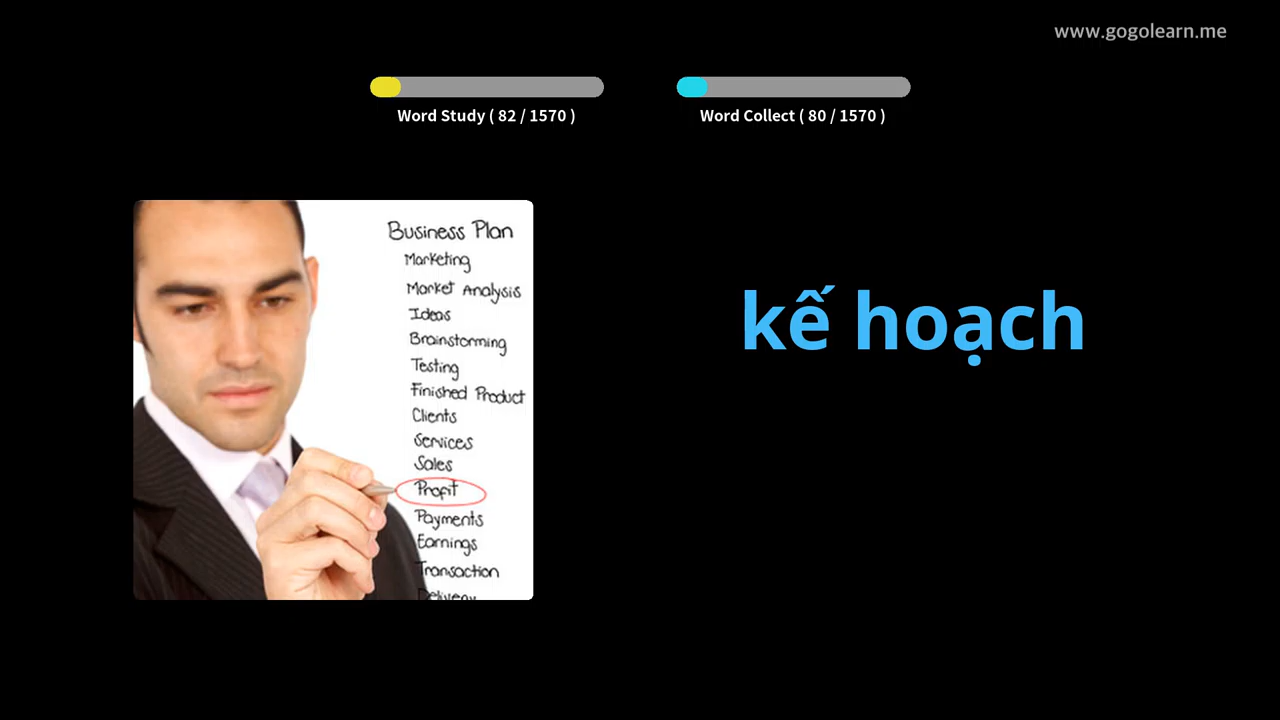 www.gogolearn.me
Word Study ( 82 / 1570 )
Word Collect ( 80 / 1570 )
Business Plan
Marketing
Market Analysis
Ideas
Brainstorming
Testing
Finished Product
Clients
Services
Sales
Profit
Payments
Earnings
Transaction
Delivery
kế hoạch